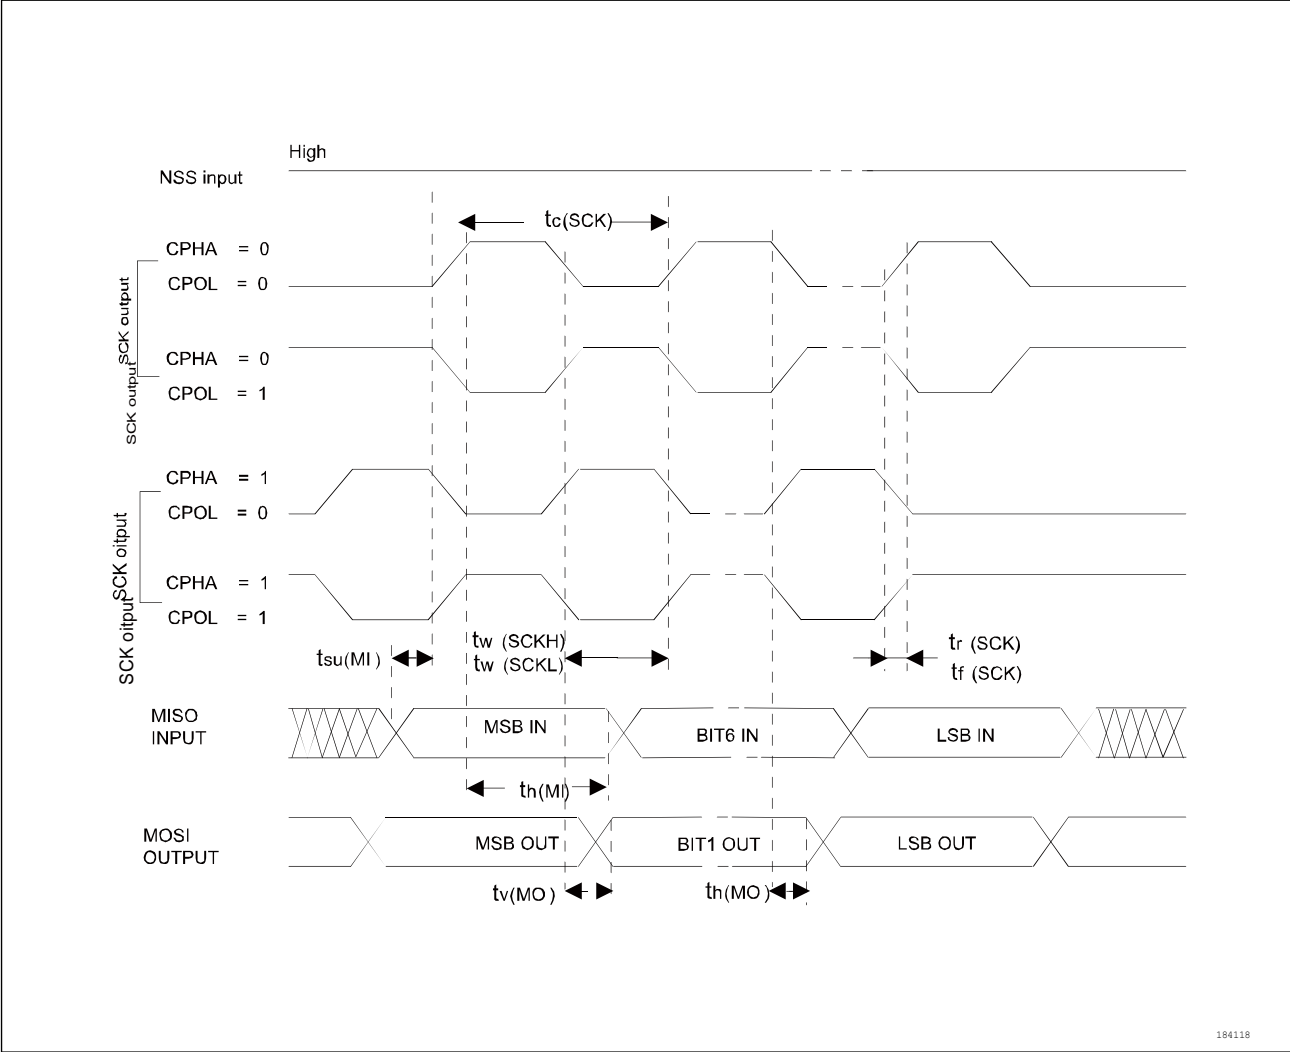 High
NSS input
tc(SCK)
CPHA = 0
CPOL = 0
SCK output
CPHA = 0
CPOL = 1
SCK output
CPHA = 1
CPOL = 0
SCK oitput
CPHA = 1
CPOL = 1
SCK oitput
tw (SCKH)
tw (SCKL)
tsu(MI)
tr (SCK)
tf (SCK)
MISO
INPUT
MSB IN
BIT6 IN
LSB IN
th(MI)
MOSI
OUTPUT
MSB OUT
BIT1 OUT
LSB OUT
tv(MO)
th(MO)
184118